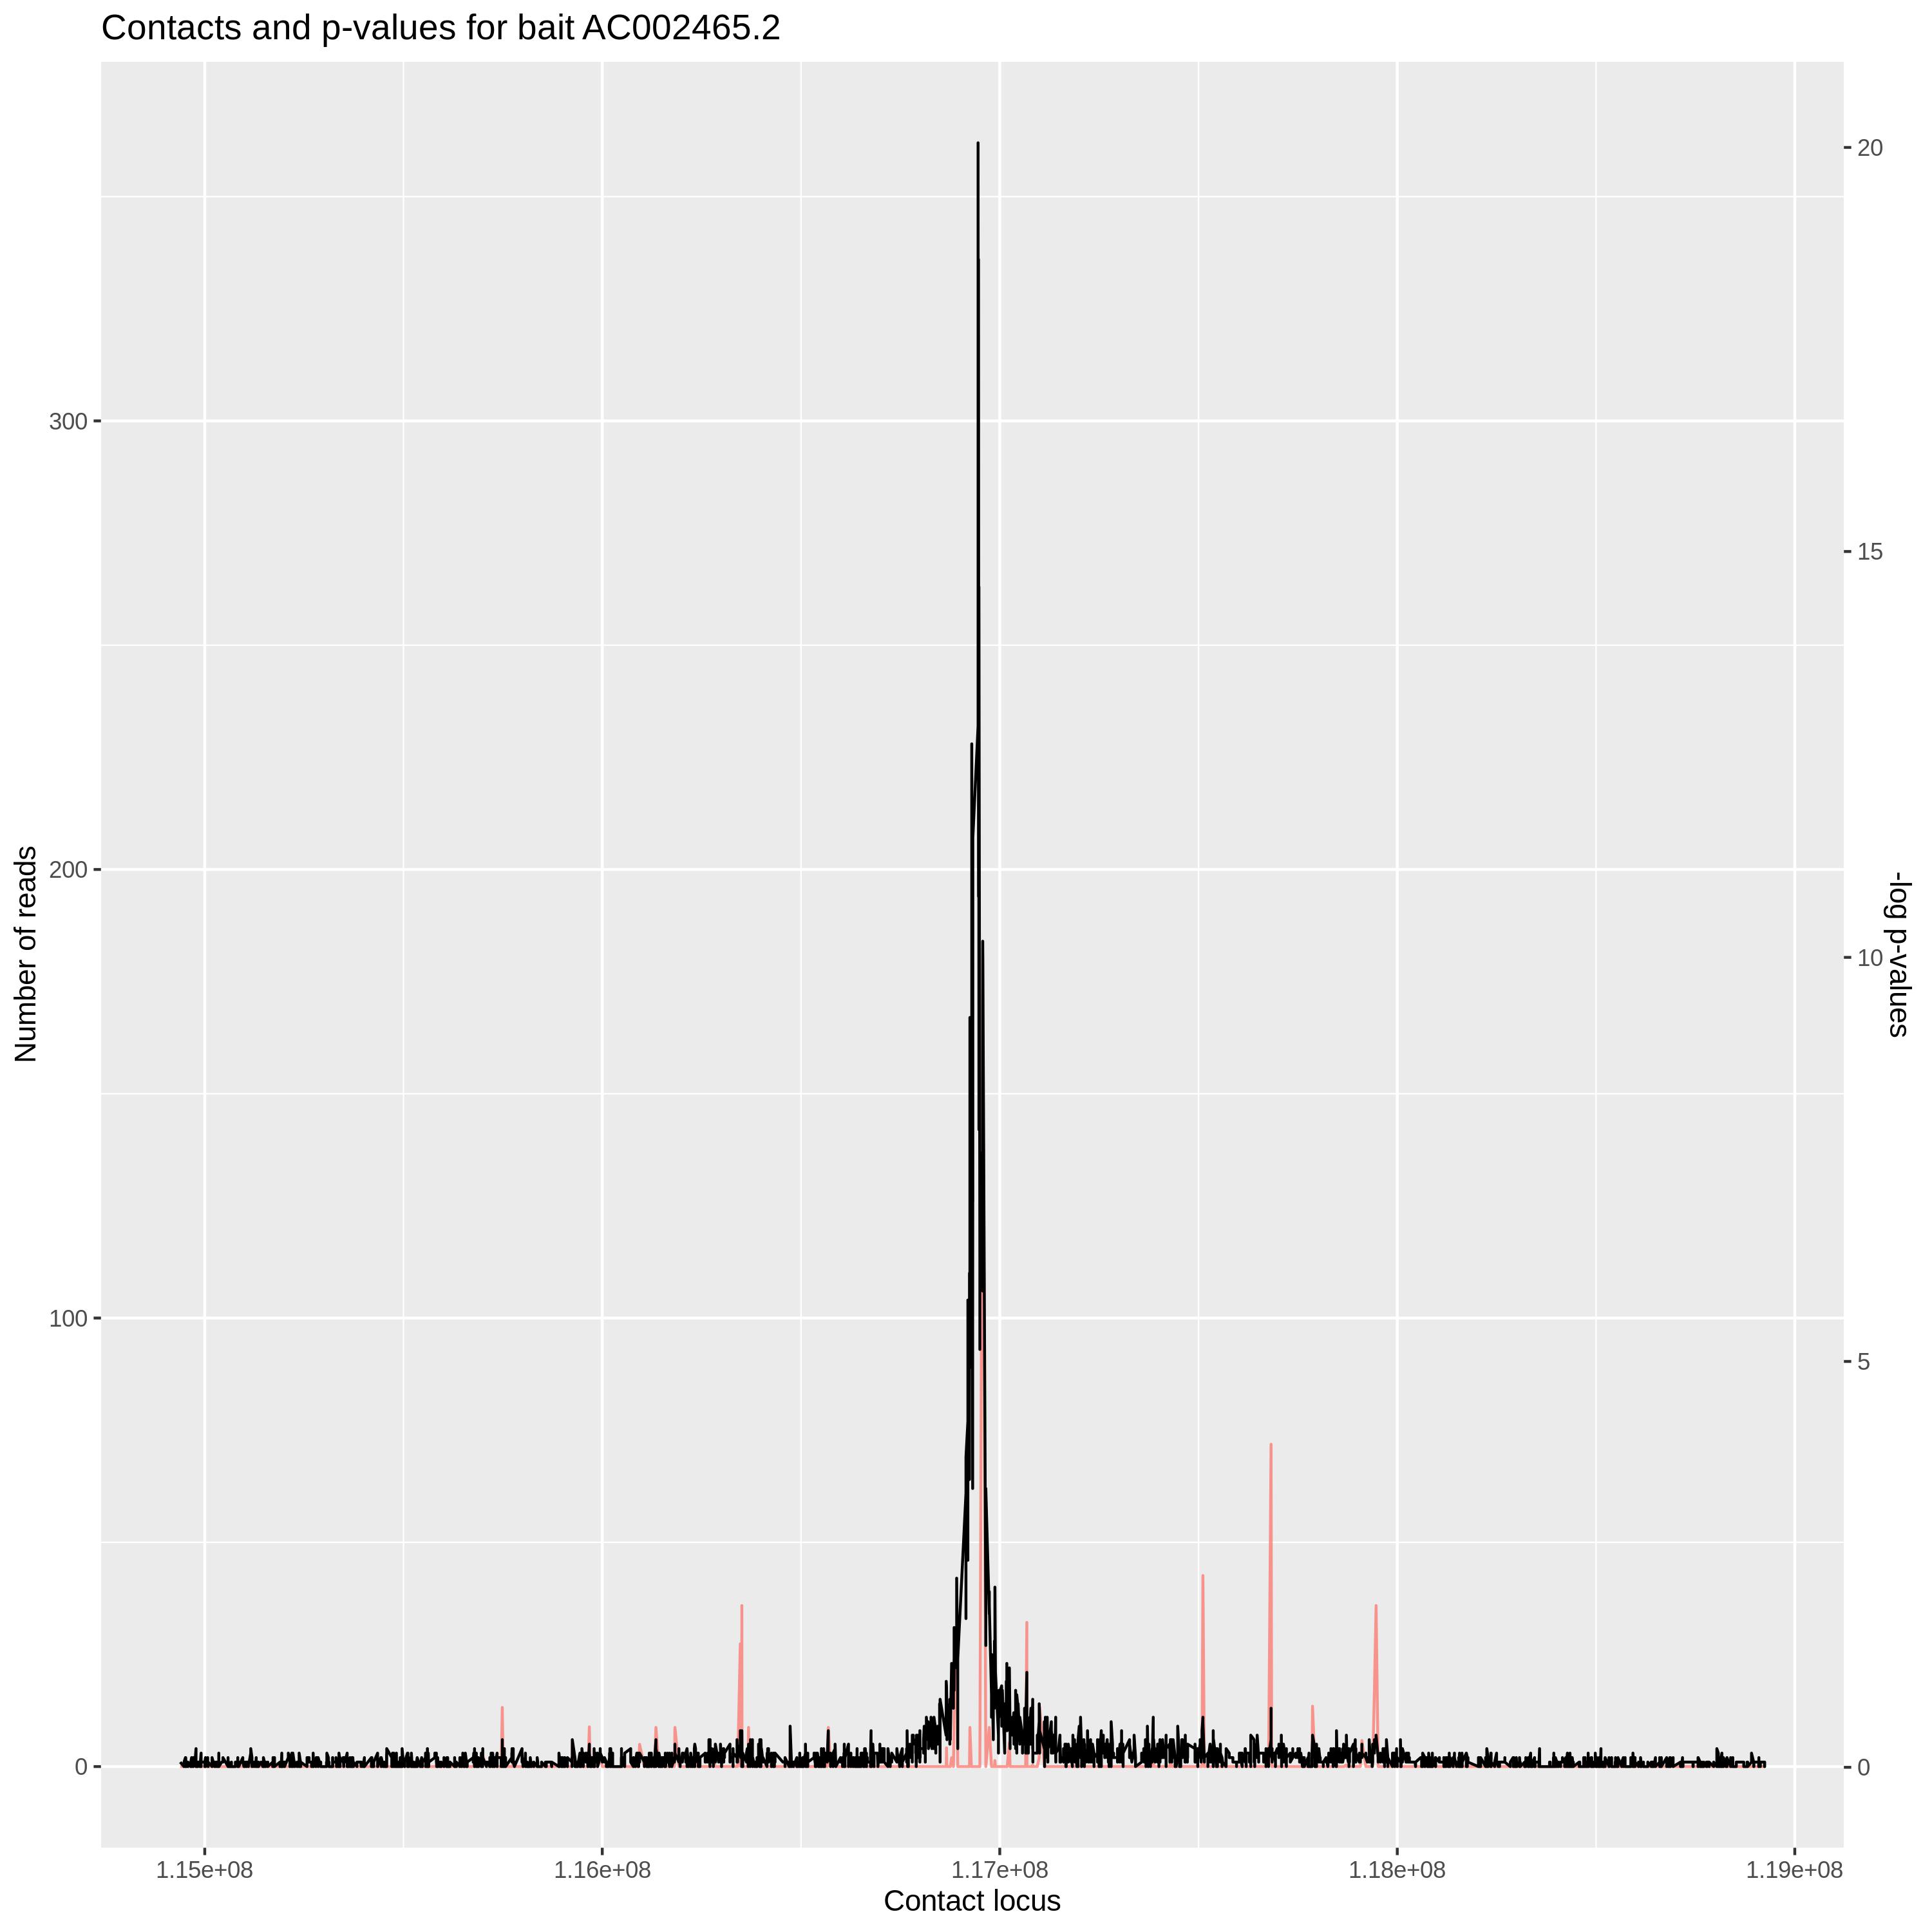 Contacts and p-values for bait AC002465.2
Number of reads
300
200
100
0
20
15
10
5
0
-log p-values
1.15e+08
1.16e+08
1.17e+08
1.18e+08
1.19e+08
Contact locus